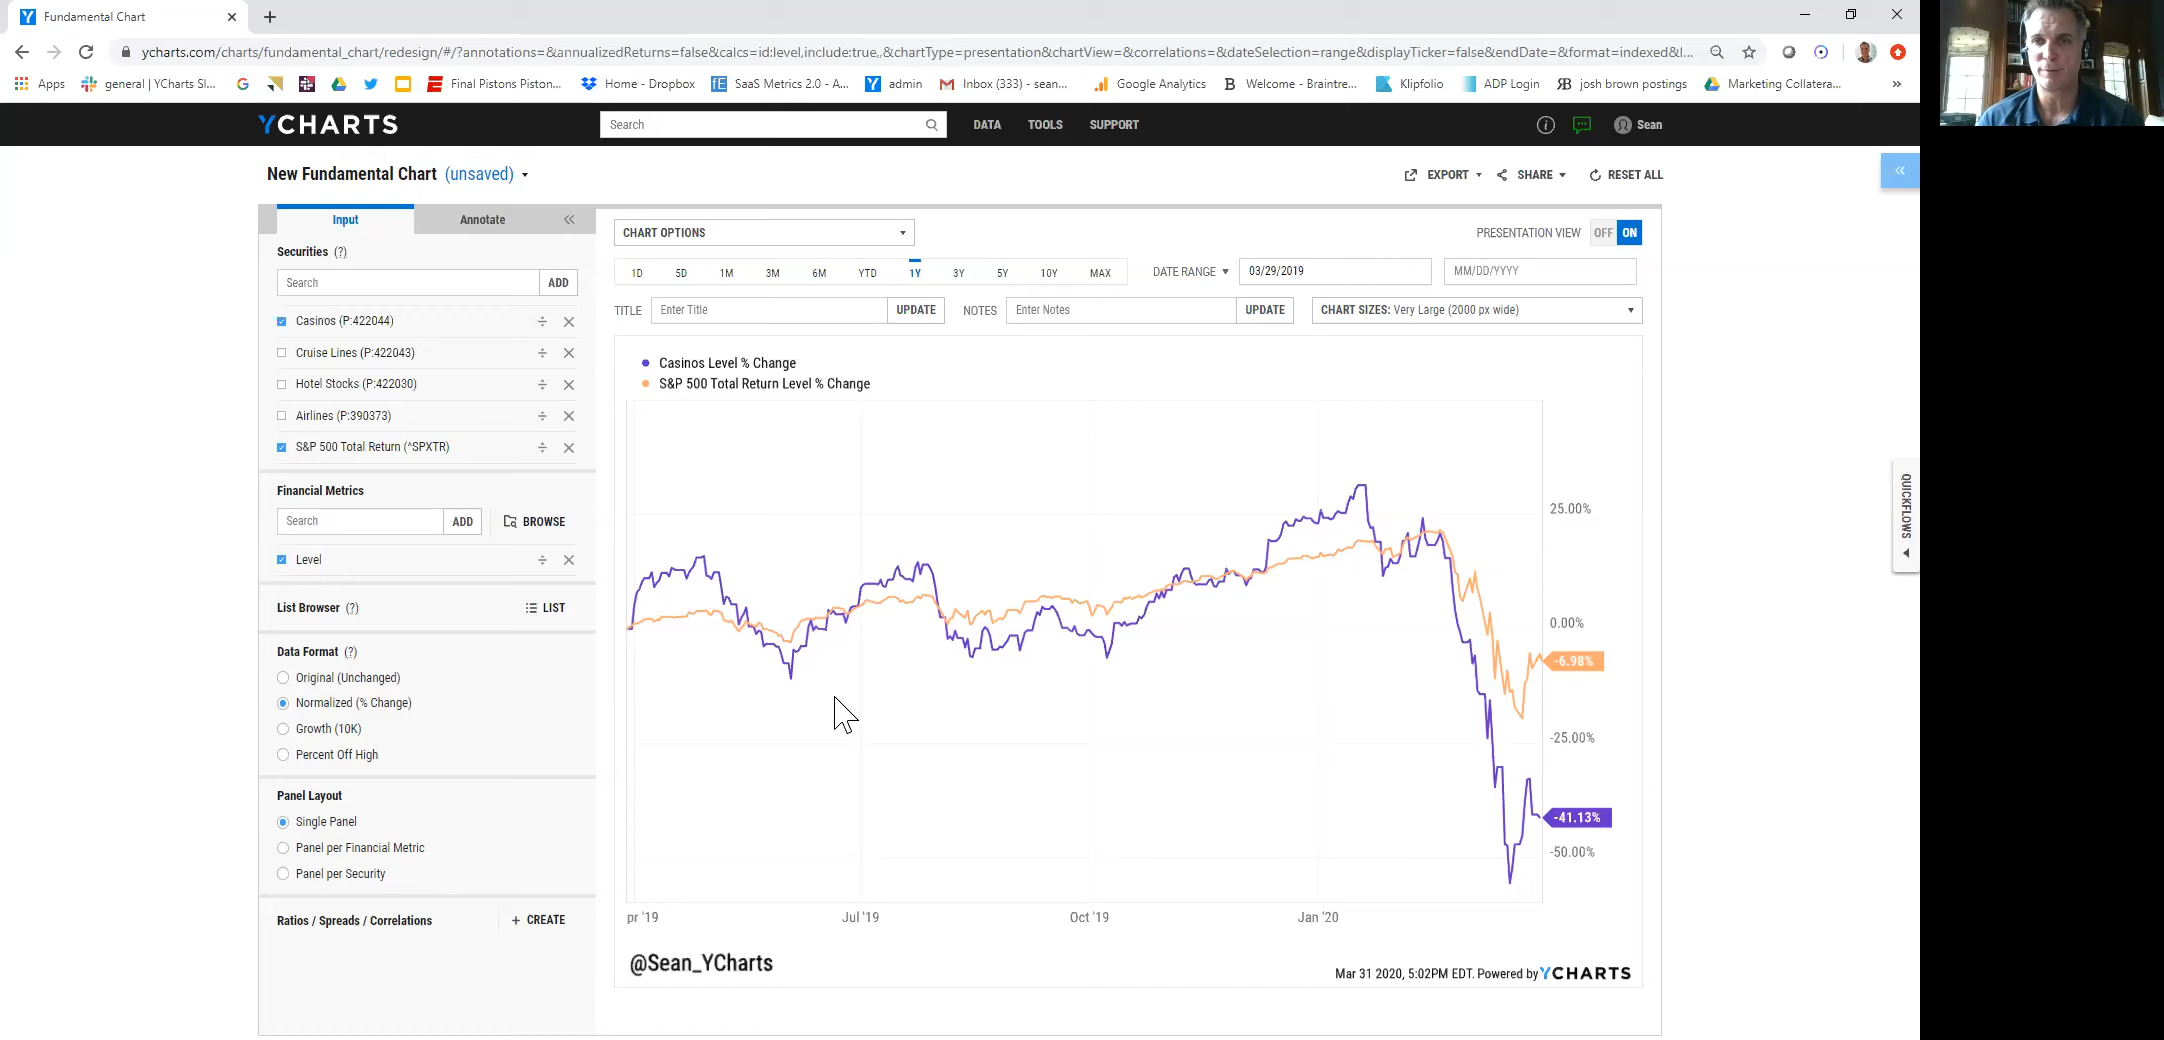 Fundamental Chart
ycharts.com/charts/fundamental_chart/redesign/#/?annotations=&annualizedReturns=false&calcs=id:level,include:true,,&chartType=presentation&chartView=&correlations=&dateSelection=range&displayTicker=false&endDate=&format=indexed&l...
Apps general | YCharts Sl... Final Pistons Piston... Home - Dropbox SaaS Metrics 2.0 - A... admin Inbox (333) - sean... Google Analytics Welcome - Braintre... Klipfolio ADP Login josh brown postings Marketing Collatera... »
YCHARTS Search DATA TOOLS SUPPORT Sean
New Fundamental Chart (unsaved)
EXPORT SHARE RESET ALL
Input Annotate
Securities (?)
Search ADD
Casinos (P:422044)
Cruise Lines (P:422043)
Hotel Stocks (P:422030)
Airlines (P:390373)
S&P 500 Total Return (^SPXTR)
Financial Metrics
Search ADD BROWSE
Level
List Browser (?) LIST
Data Format (?)
Original (Unchanged)
Normalized (% Change)
Growth (10K)
Percent Off High
Panel Layout
Single Panel
Panel per Financial Metric
Panel per Security
Ratios / Spreads / Correlations + CREATE
CHART OPTIONS PRESENTATION VIEW OFF ON
1D 5D 1M 3M 6M YTD 1Y 3Y 5Y 10Y MAX DATE RANGE 03/29/2019 MM/DD/YYYY
TITLE Enter Title UPDATE NOTES Enter Notes UPDATE CHART SIZES: Very Large (2000 px wide)
Casinos Level % Change
S&P 500 Total Return Level % Change
25.00%
0.00%
-6.98%
-25.00%
-41.13%
-50.00%
pr '19 Jul '19 Oct '19 Jan '20
@Sean_YCharts
Mar 31 2020, 5:02PM EDT. Powered by YCHARTS
QUICKFLOWS